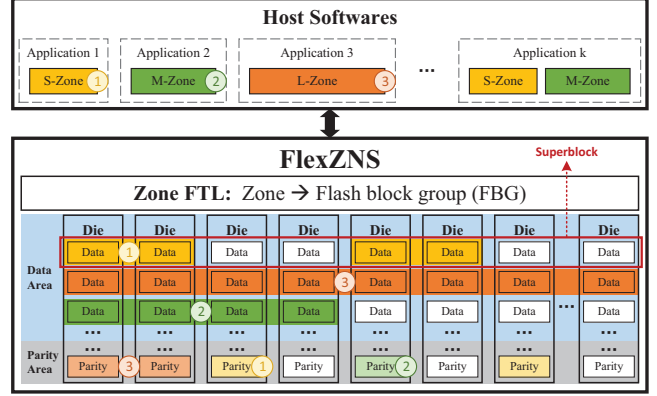 Host Softwares
Application 1 Application 2 Application 3 ... Application k
S-Zone 1 M-Zone 2 L-Zone 3 S-Zone M-Zone
FlexZNS
Superblock
Zone FTL: Zone → Flash block group (FBG)
Die Die Die Die Die Die Die Die
Data 1 Data Data Data Data Data Data Data
Data Area
Data Data Data Data 3 Data Data Data Data
Data Data 2 Data Data Data Data Data ... Data
... ... ... ... ... ... ... ...
... ... ... ... ... ... ... ...
Parity Area
Parity 3 Parity Parity 1 Parity Parity 2 Parity Parity Parity